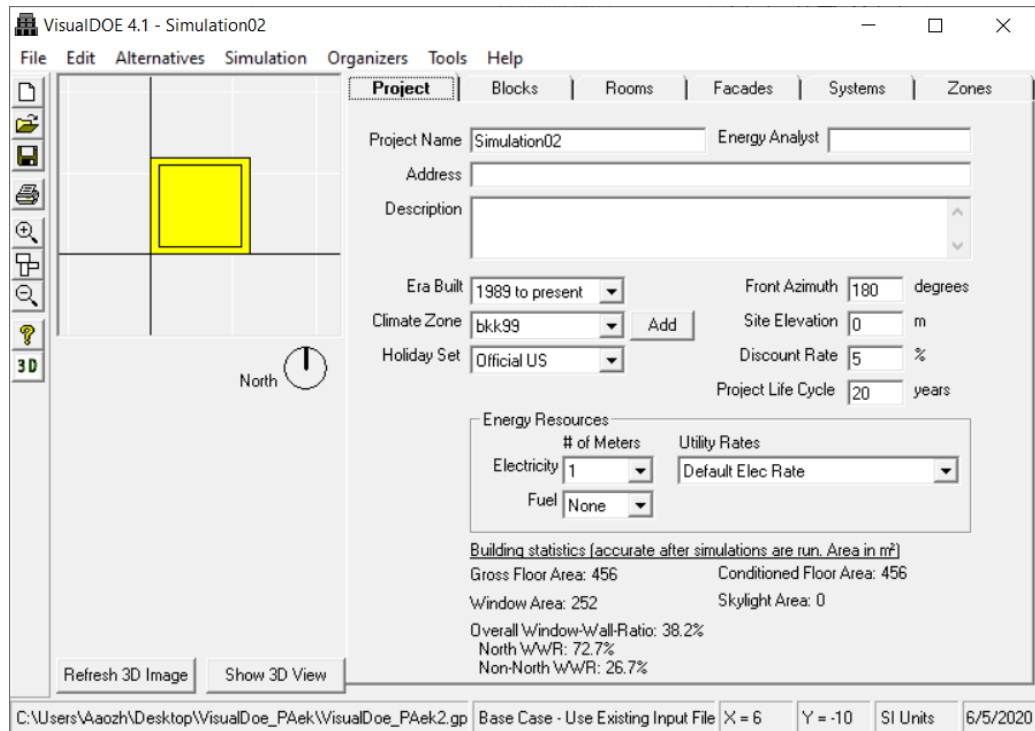 VisualDOE 4.1 - Simulation02
File Edit Alternatives Simulation Organizers Tools Help
Project Blocks Rooms Facades Systems Zones
Project Name Simulation02 Energy Analyst
Address
Description
Era Built 1989 to present Front Azimuth 180 degrees
Climate Zone bkk99 Add Site Elevation 0 m
Holiday Set Official US Discount Rate 5 %
North Project Life Cycle 20 years
Energy Resources
# of Meters Utility Rates
Electricity 1 Default Elec Rate
Fuel None
Building statistics (accurate after simulations are run. Area in m²)
Gross Floor Area: 456 Conditioned Floor Area: 456
Window Area: 252 Skylight Area: 0
Overall Window-Wall-Ratio: 38.2%
North WWR: 72.7%
Non-North WWR: 26.7%
3D
Refresh 3D Image Show 3D View
C:\Users\Aaozh\Desktop\VisualDoe_PAek\VisualDoe_PAek2.gp Base Case - Use Existing Input File X = 6 Y = -10 SI Units 6/5/2020